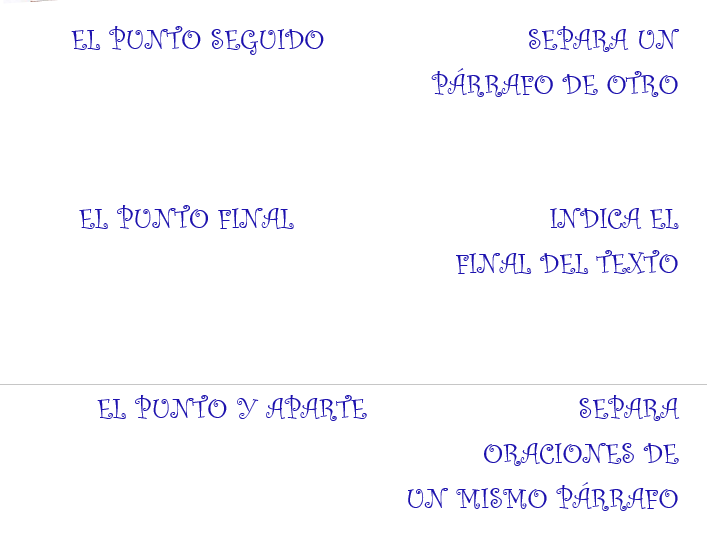 EL PUNTO SEGUIDO SEPARA UN
PÁRRAFO DE OTRO
EL PUNTO FINAL INDICA EL
FINAL DEL TEXTO
EL PUNTO Y APARTE SEPARA
ORACIONES DE
UN MISMO PÁRRAFO